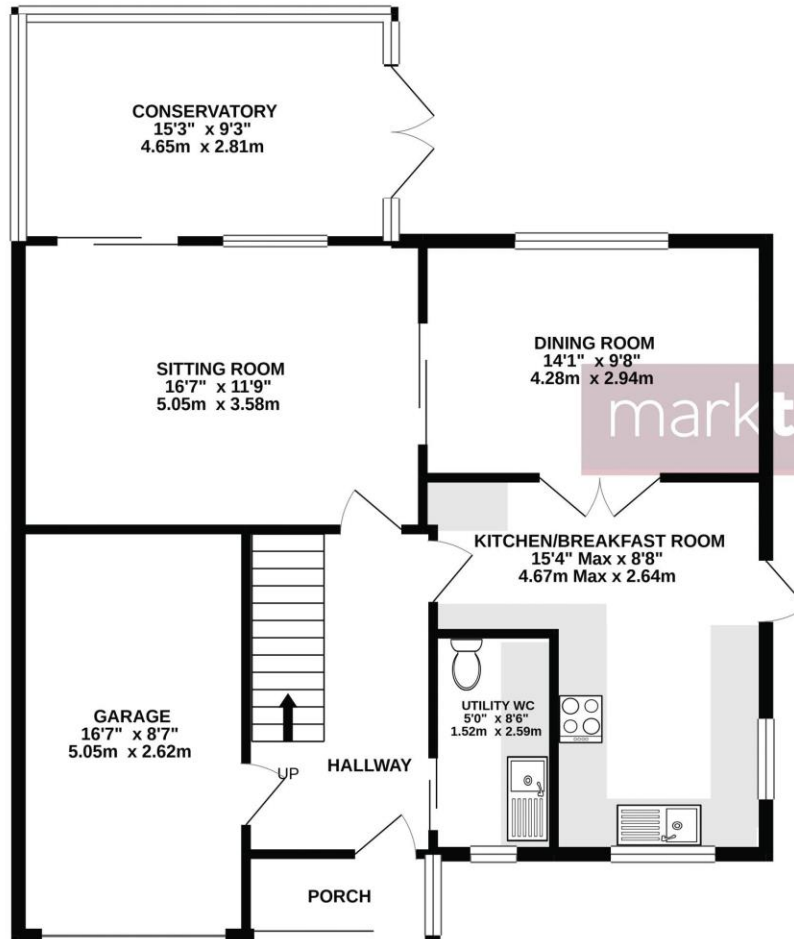 CONSERVATORY
15'3" x 9'3"
4.65m x 2.81m
SITTING ROOM
16'7" x 11'9"
5.05m x 3.58m
DINING ROOM
14'1" x 9'8"
4.28m x 2.94m
markt
KITCHEN/BREAKFAST ROOM
15'4" Max x 8'8"
4.67m Max x 2.64m
GARAGE
16'7" x 8'7"
5.05m x 2.62m
UTILITY WC
5'0" x 8'6"
1.52m x 2.59m
UP
HALLWAY
PORCH